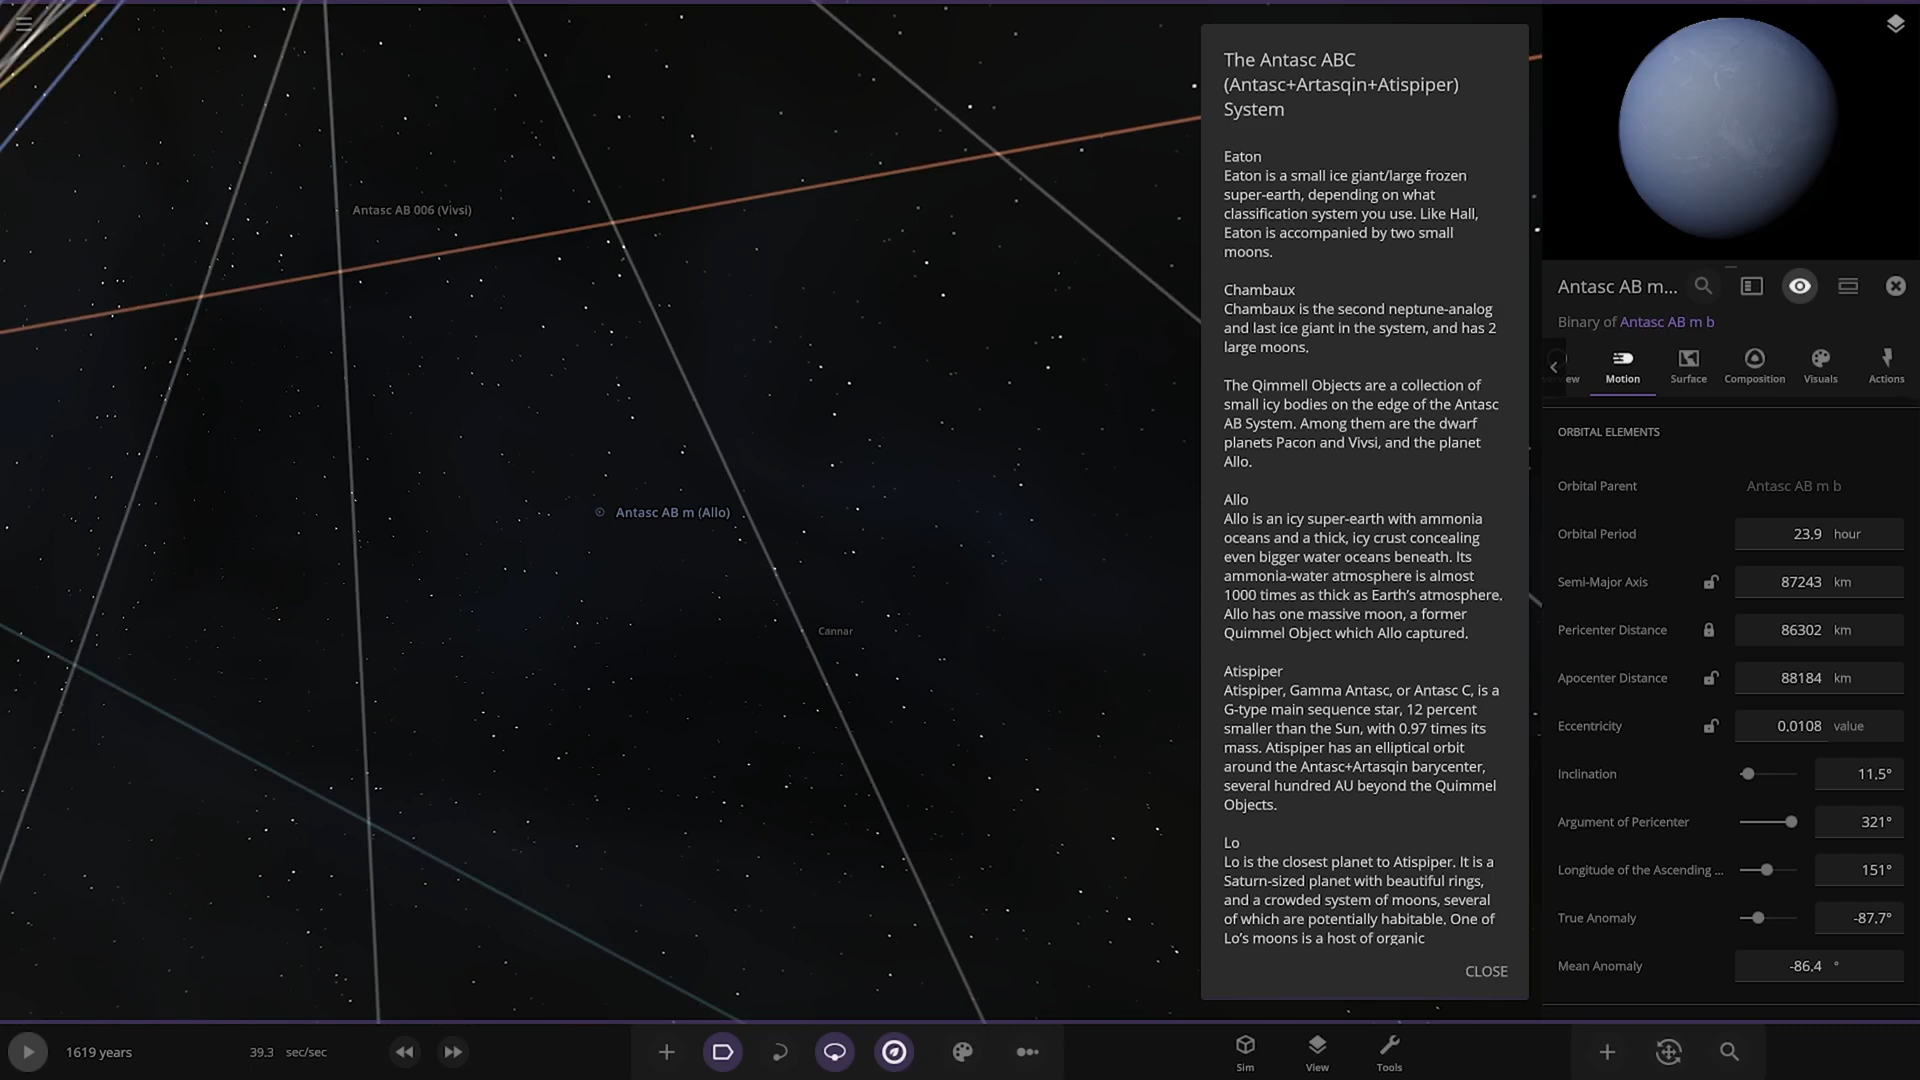 Antasc AB 006 (Vivsi)
Antasc AB m (Allo)
Cannar
The Antasc ABC
(Antasc+Artasqin+Atispiper)
System
Eaton
Eaton is a small ice giant/large frozen
super-earth, depending on what
classification system you use. Like Hall,
Eaton is accompanied by two small
moons.
Chambaux
Chambaux is the second neptune-analog
and last ice giant in the system, and has 2
large moons.
The Qimmell Objects are a collection of
small icy bodies on the edge of the Antasc
AB System. Among them are the dwarf
planets Pacon and Vivsi, and the planet
Allo.
Allo
Allo is an icy super-earth with ammonia
oceans and a thick, icy crust concealing
even bigger water oceans beneath. Its
ammonia-water atmosphere is almost
1000 times as thick as Earth's atmosphere.
Allo has one massive moon, a former
Quimmel Object which Allo captured.
Atispiper
Atispiper, Gamma Antasc, or Antasc C, is a
G-type main sequence star, 12 percent
smaller than the Sun, with 0.97 times its
mass. Atispiper has an elliptical orbit
around the Antasc+Artasqin barycenter,
several hundred AU beyond the Quimmel
Objects.
Lo
Lo is the closest planet to Atispiper. It is a
Saturn-sized planet with beautiful rings,
and a crowded system of moons, several
of which are potentially habitable. One of
Lo's moons is a host of organic
CLOSE
Antasc AB m...
Binary of Antasc AB m b
Motion Surface Composition Visuals Actions
ORBITAL ELEMENTS
Orbital Parent Antasc AB m b
Orbital Period 23.9 hour
Semi-Major Axis 87243 km
Pericenter Distance 86302 km
Apocenter Distance 88184 km
Eccentricity 0.0108 value
Inclination 11.5°
Argument of Pericenter 321°
Longitude of the Ascending ... 151°
True Anomaly -87.7°
Mean Anomaly -86.4 °
1619 years 39.3 sec/sec
Sim View Tools